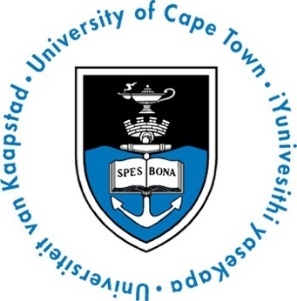 University of Cape Town · iYunivesithi yaseKapa · Universiteit van Kaapstad ·
SPES BONA